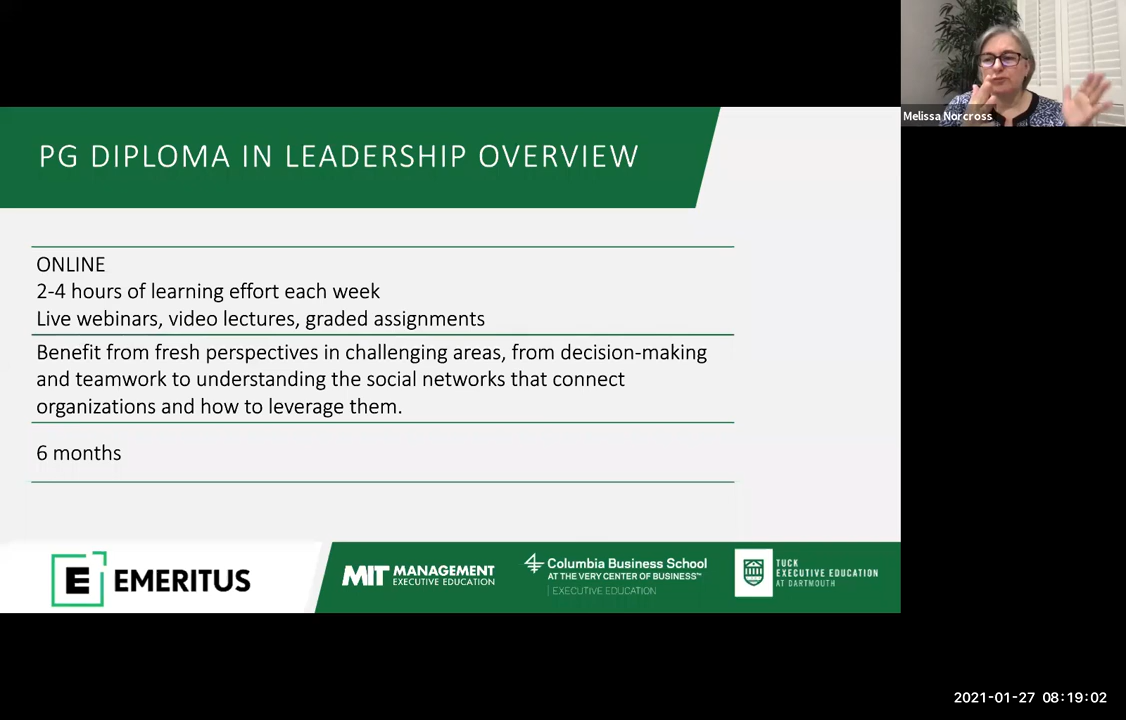 Melissa Norcross
PG DIPLOMA IN LEADERSHIP OVERVIEW
ONLINE
2-4 hours of learning effort each week
Live webinars, video lectures, graded assignments
Benefit from fresh perspectives in challenging areas, from decision-making
and teamwork to understanding the social networks that connect
organizations and how to leverage them.
6 months
E EMERITUS
MIT MANAGEMENT
EXECUTIVE EDUCATION
Columbia Business School
AT THE VERY CENTER OF BUSINESS™
EXECUTIVE EDUCATION
TUCK
EXECUTIVE EDUCATION
AT DARTMOUTH
2021-01-27 08:19:02